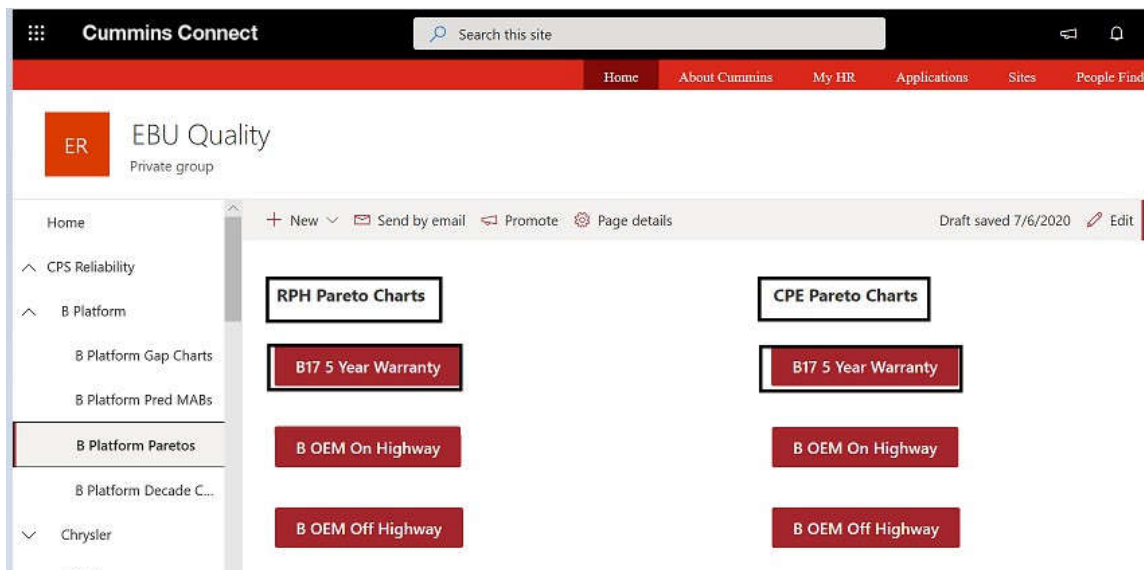 Cummins Connect
Search this site
Home About Cummins My HR Applications Sites People Find
ER
EBU Quality
Private group
Home
CPS Reliability
B Platform
B Platform Gap Charts
B Platform Pred MABs
B Platform Paretos
B Platform Decade C...
Chrysler
New Send by email Promote Page details Draft saved 7/6/2020 Edit
RPH Pareto Charts
B17 5 Year Warranty
B OEM On Highway
B OEM Off Highway
CPE Pareto Charts
B17 5 Year Warranty
B OEM On Highway
B OEM Off Highway